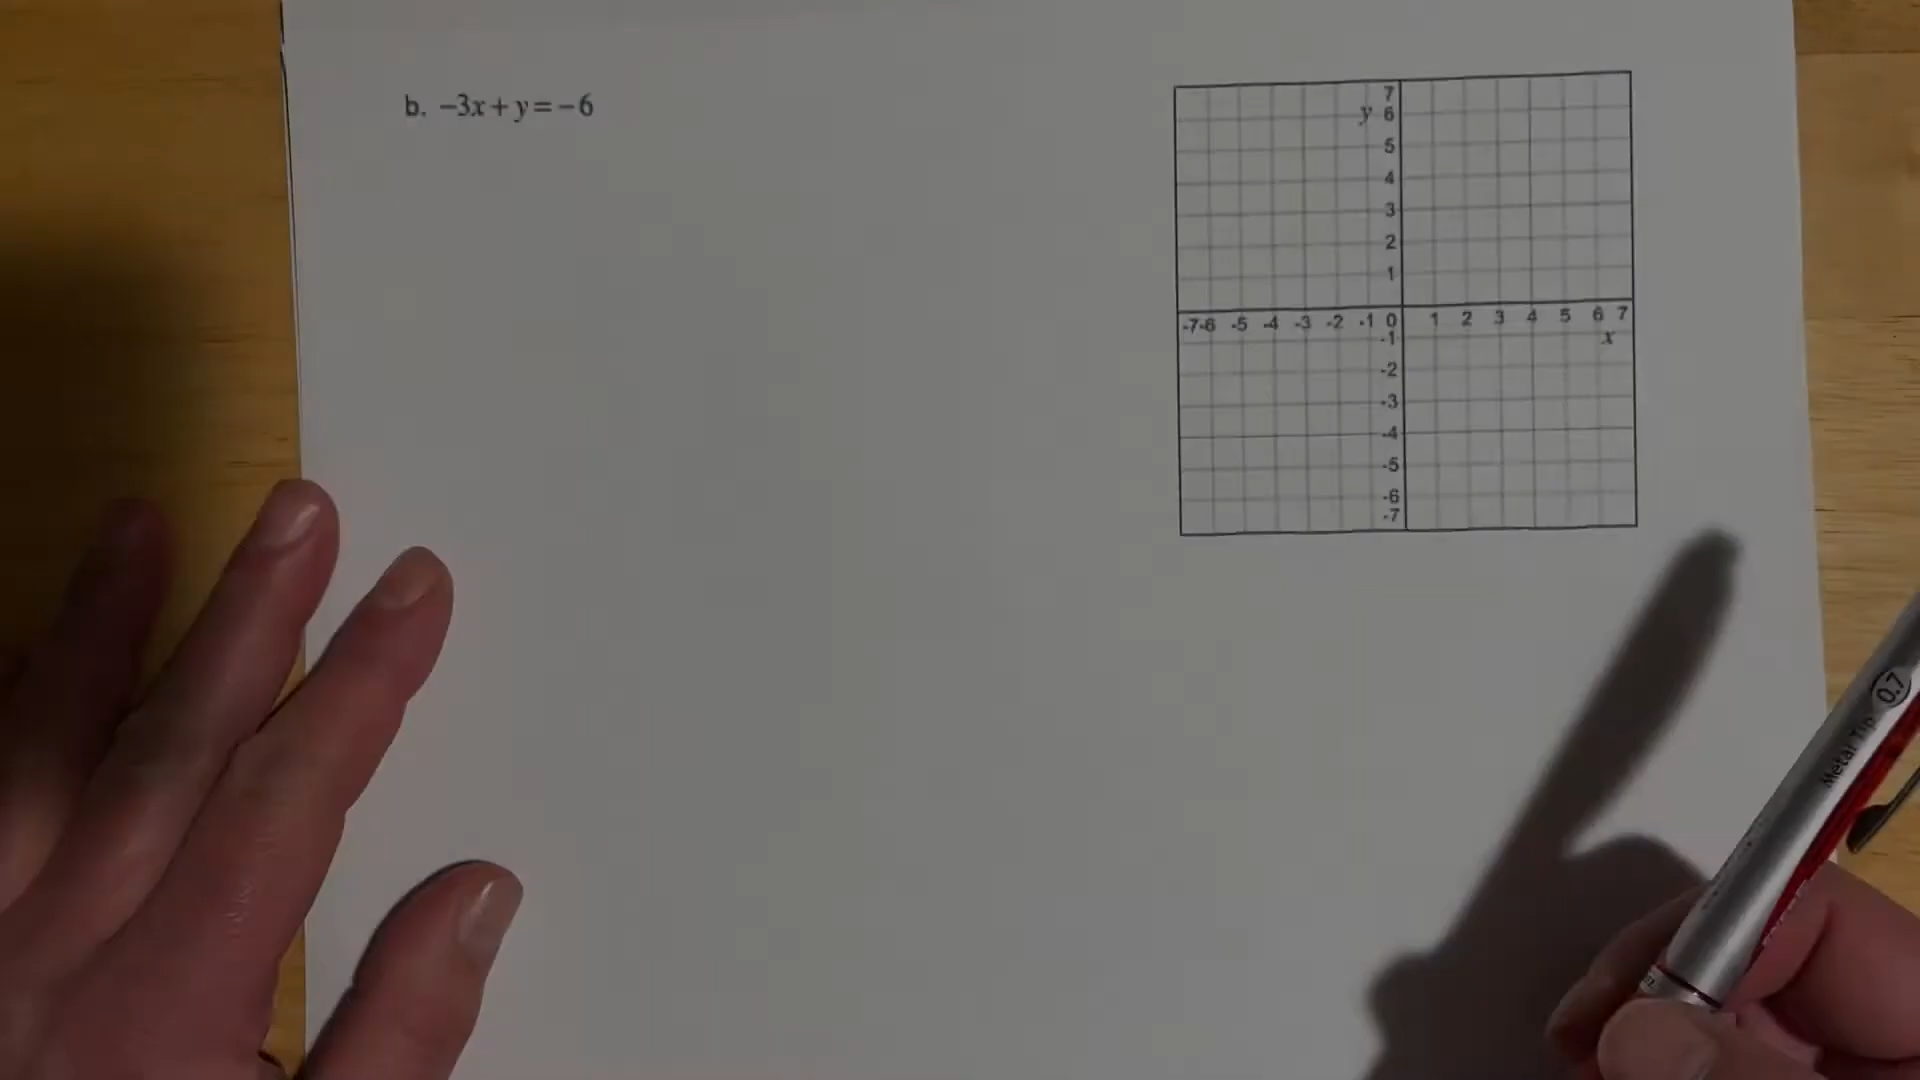 b. −3x + y = −6
7
y 6
5
4
3
2
1
-7 -6 -5 -4 -3 -2 -1 0 1 2 3 4 5 6 7
-1 x
-2
-3
-4
-5
-6
-7
Metal Tip 0.7